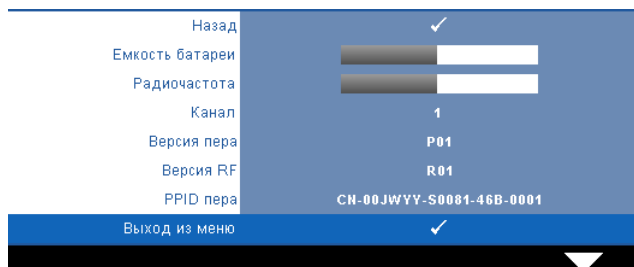 Назад
Емкость батареи
Радиочастота
Канал 1
Версия пера P01
Версия RF R01
PPID пера CN-00JWYY-S0081-46B-0001
Выход из меню